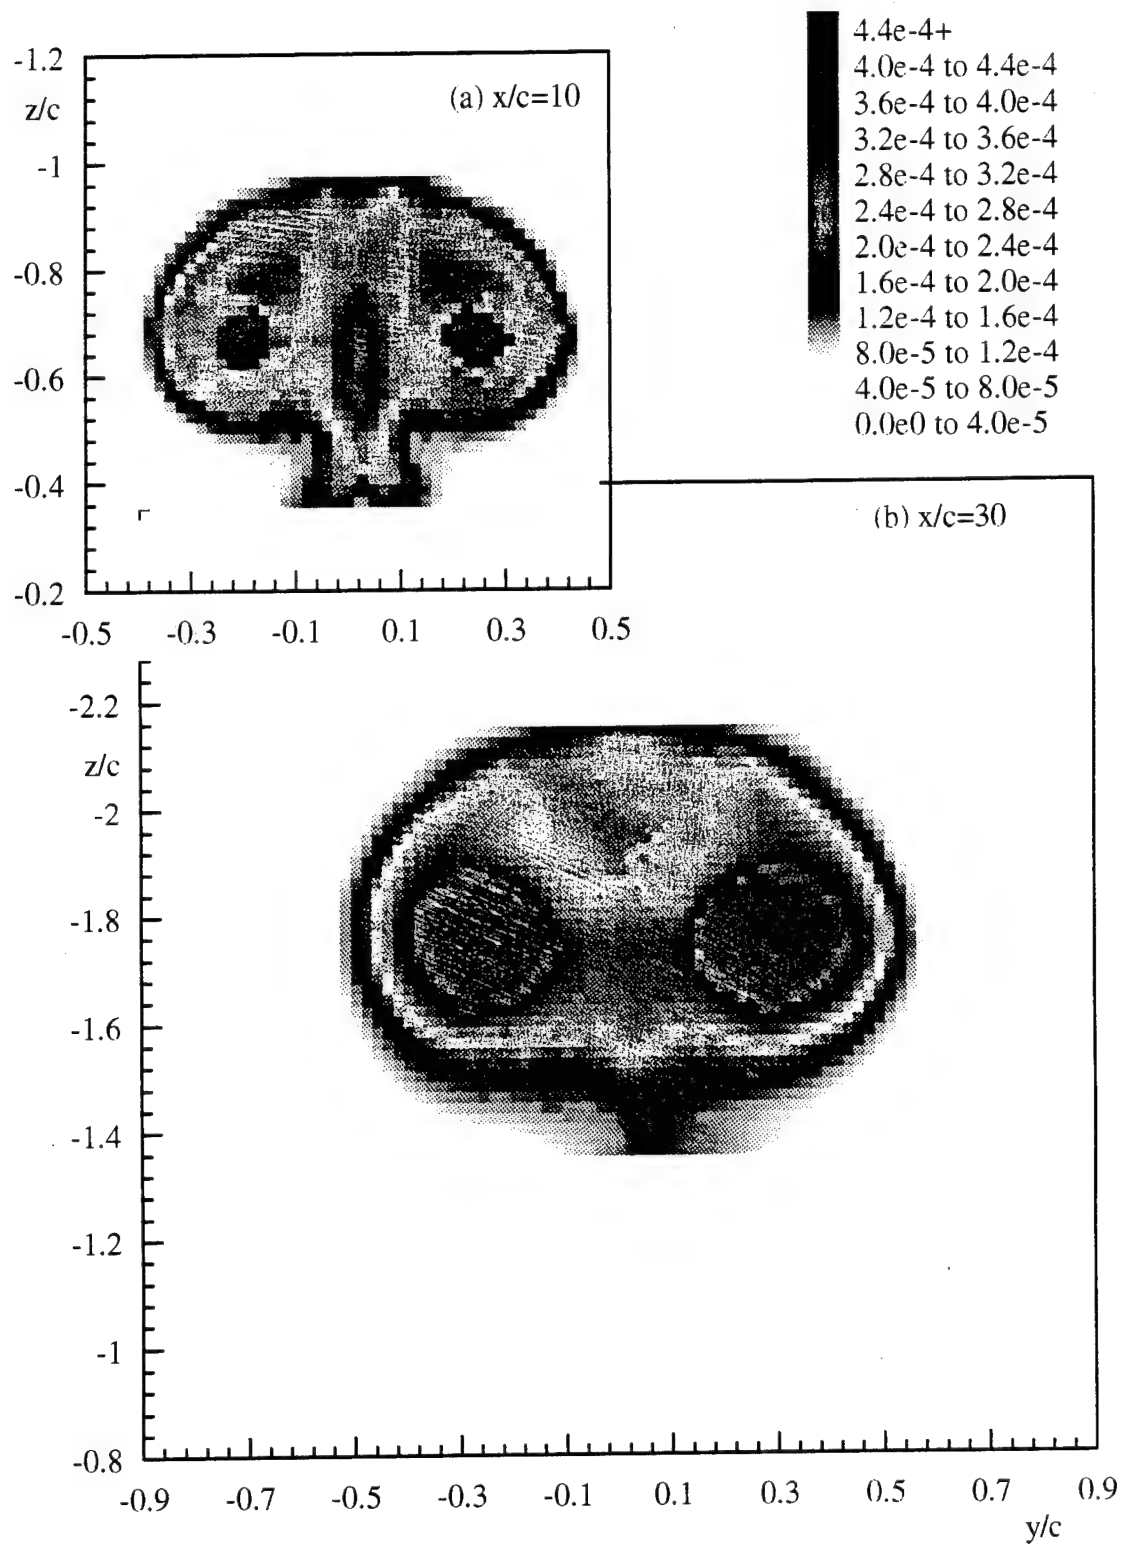 4.4e-4+
4.0e-4 to 4.4e-4
3.6e-4 to 4.0e-4
3.2e-4 to 3.6e-4
2.8e-4 to 3.2e-4
2.4e-4 to 2.8e-4
2.0e-4 to 2.4e-4
1.6e-4 to 2.0e-4
1.2e-4 to 1.6e-4
8.0e-5 to 1.2e-4
4.0e-5 to 8.0e-5
0.0e0 to 4.0e-5
(a) x/c=10
-1.2
z/c
-1
-0.8
-0.6
-0.4
-0.2
-0.5 -0.3 -0.1 0.1 0.3 0.5
(b) x/c=30
-2.2
z/c
-2
-1.8
-1.6
-1.4
-1.2
-1
-0.8
-0.9 -0.7 -0.5 -0.3 -0.1 0.1 0.3 0.5 0.7 0.9
y/c